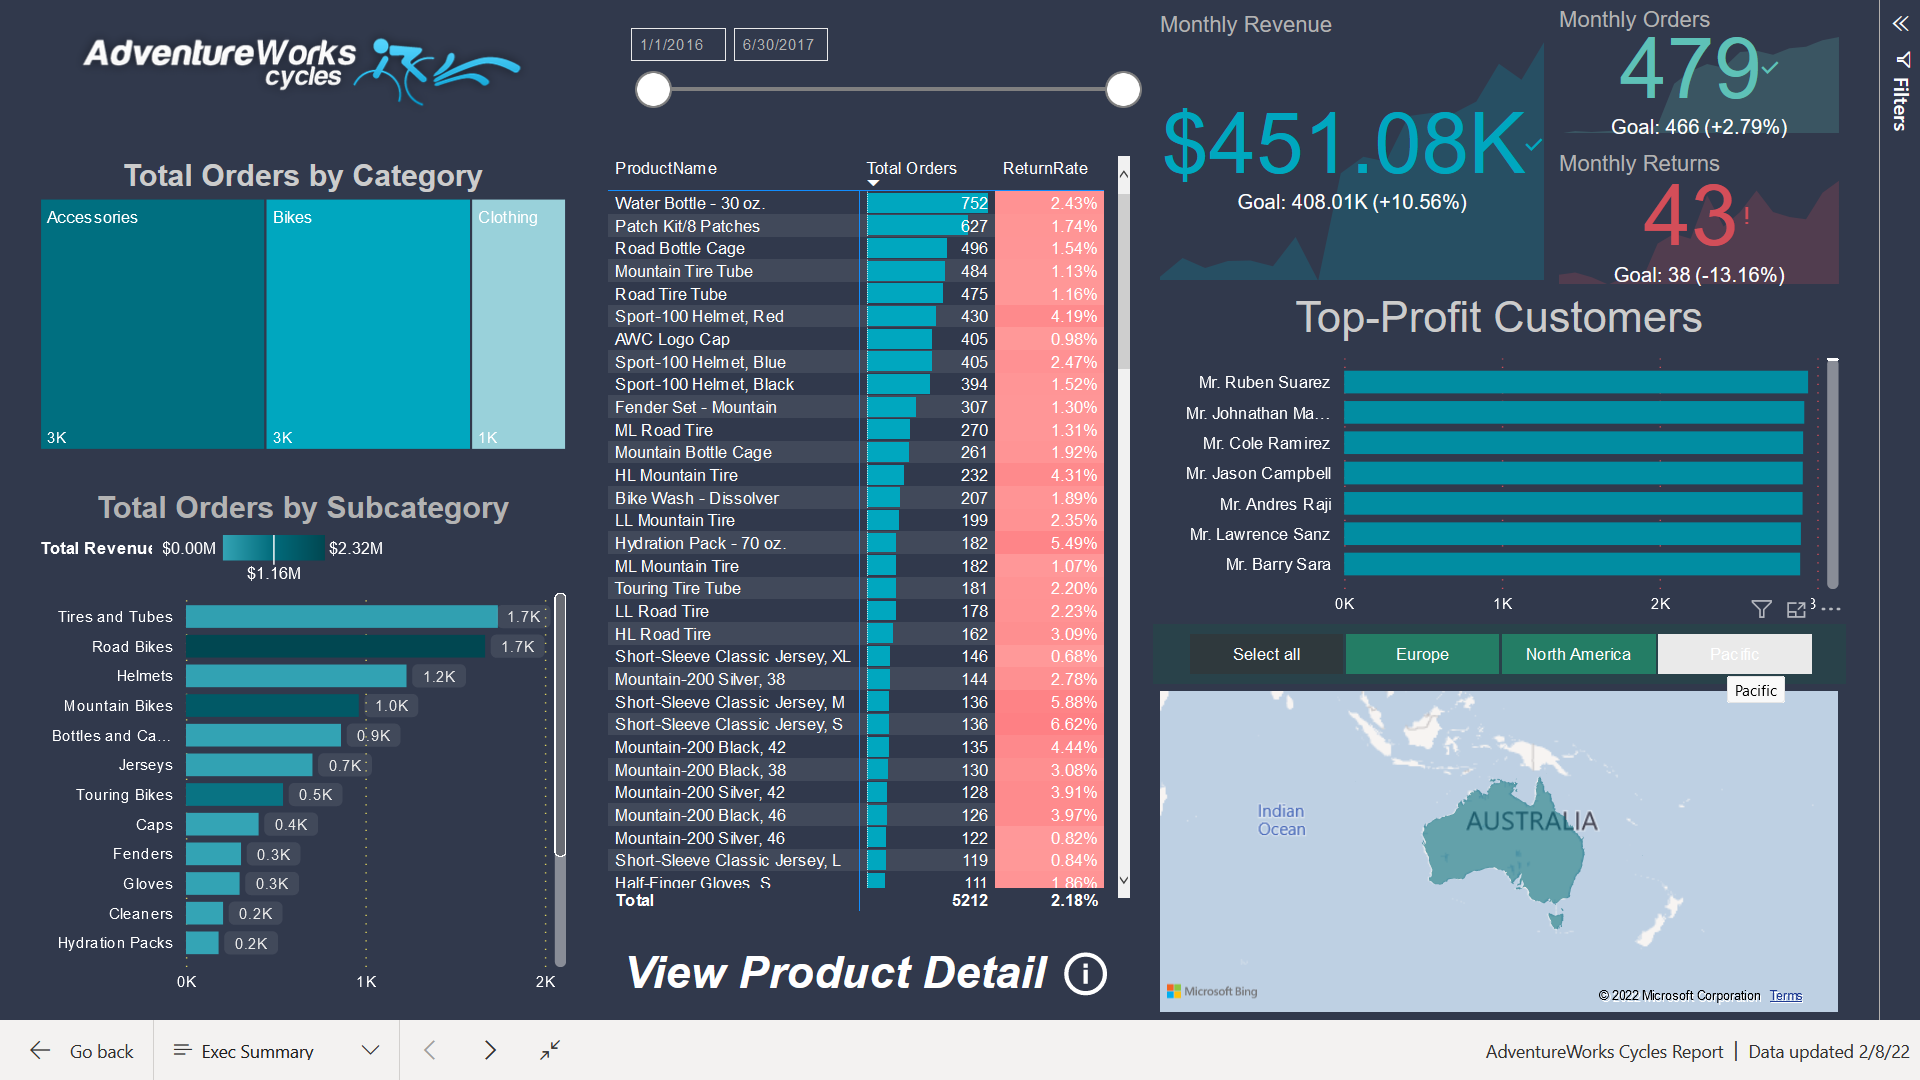 AdventureWorks
cycles
1/1/2016
6/30/2017
Monthly Revenue
$451.08K
Goal: 408.01K (+10.56%)
Monthly Orders
479
Goal: 466 (+2.79%)
Monthly Returns
43!
Goal: 38 (-13.16%)
Filters
Total Orders by Category
Accessories
3K
Bikes
3K
Clothing
1K
Total Orders by Subcategory
Total Revenue $0.00M $2.32M
$1.16M
Tires and Tubes 1.7K
Road Bikes 1.7K
Helmets 1.2K
Mountain Bikes 1.0K
Bottles and Ca... 0.9K
Jerseys 0.7K
Touring Bikes 0.5K
Caps 0.4K
Fenders 0.3K
Gloves 0.3K
Cleaners 0.2K
Hydration Packs 0.2K
0K 1K 2K
ProductName Total Orders ReturnRate
Water Bottle - 30 oz. 752 2.43%
Patch Kit/8 Patches 627 1.74%
Road Bottle Cage 496 1.54%
Mountain Tire Tube 484 1.13%
Road Tire Tube 475 1.16%
Sport-100 Helmet, Red 430 4.19%
AWC Logo Cap 405 0.98%
Sport-100 Helmet, Blue 405 2.47%
Sport-100 Helmet, Black 394 1.52%
Fender Set - Mountain 307 1.30%
ML Road Tire 270 1.31%
Mountain Bottle Cage 261 1.92%
HL Mountain Tire 232 4.31%
Bike Wash - Dissolver 207 1.89%
LL Mountain Tire 199 2.35%
Hydration Pack - 70 oz. 182 5.49%
ML Mountain Tire 182 1.07%
Touring Tire Tube 181 2.20%
LL Road Tire 178 2.23%
HL Road Tire 162 3.09%
Short-Sleeve Classic Jersey, XL 146 0.68%
Mountain-200 Silver, 38 144 2.78%
Short-Sleeve Classic Jersey, M 136 5.88%
Short-Sleeve Classic Jersey, S 136 6.62%
Mountain-200 Black, 42 135 4.44%
Mountain-200 Black, 38 130 3.08%
Mountain-200 Silver, 42 128 3.91%
Mountain-200 Black, 46 126 3.97%
Mountain-200 Silver, 46 122 0.82%
Short-Sleeve Classic Jersey, L 119 0.84%
Half-Finger Gloves, S 111 1.86%
Total 5212 2.18%
View Product Detail
Top-Profit Customers
Mr. Ruben Suarez
Mr. Johnathan Ma...
Mr. Cole Ramirez
Mr. Jason Campbell
Mr. Andres Raji
Mr. Lawrence Sanz
Mr. Barry Sara
0K 1K 2K 3
Select all
Europe
North America
Pacific
Pacific
Indian
Ocean
AUSTRALIA
Microsoft Bing
© 2022 Microsoft Corporation Terms
Go back
Exec Summary
AdventureWorks Cycles Report | Data updated 2/8/22